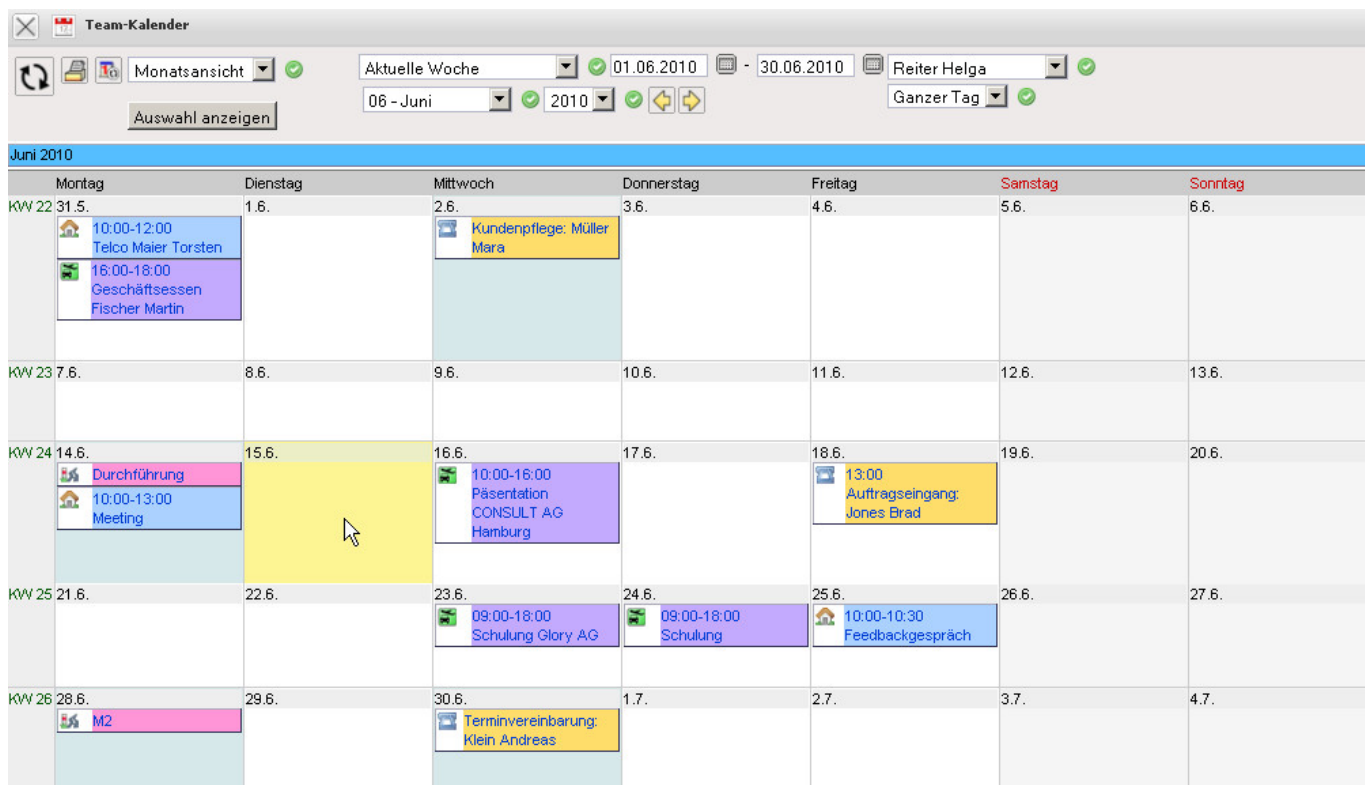 Team-Kalender
Monatsansicht
Aktuelle Woche
01.06.2010 - 30.06.2010
Reiter Helga
Auswahl anzeigen
06 - Juni
2010
Ganzer Tag
Juni 2010
Montag Dienstag Mittwoch Donnerstag Freitag Samstag Sonntag
KW 22 31.5. 1.6. 2.6. 3.6. 4.6. 5.6. 6.6.
10:00-12:00
Telco Maier Torsten
16:00-18:00
Geschäftsessen
Fischer Martin
Kundenpflege: Müller
Mara
KW 23 7.6. 8.6. 9.6. 10.6. 11.6. 12.6. 13.6.
KW 24 14.6. 15.6. 16.6. 17.6. 18.6. 19.6. 20.6.
Durchführung
10:00-13:00
Meeting
10:00-16:00
Päsentation
CONSULT AG
Hamburg
13:00
Auftragseingang:
Jones Brad
KW 25 21.6. 22.6. 23.6. 24.6. 25.6. 26.6. 27.6.
09:00-18:00
Schulung Glory AG
09:00-18:00
Schulung
10:00-10:30
Feedbackgespräch
KW 26 28.6. 29.6. 30.6. 1.7. 2.7. 3.7. 4.7.
M2
Terminvereinbarung:
Klein Andreas